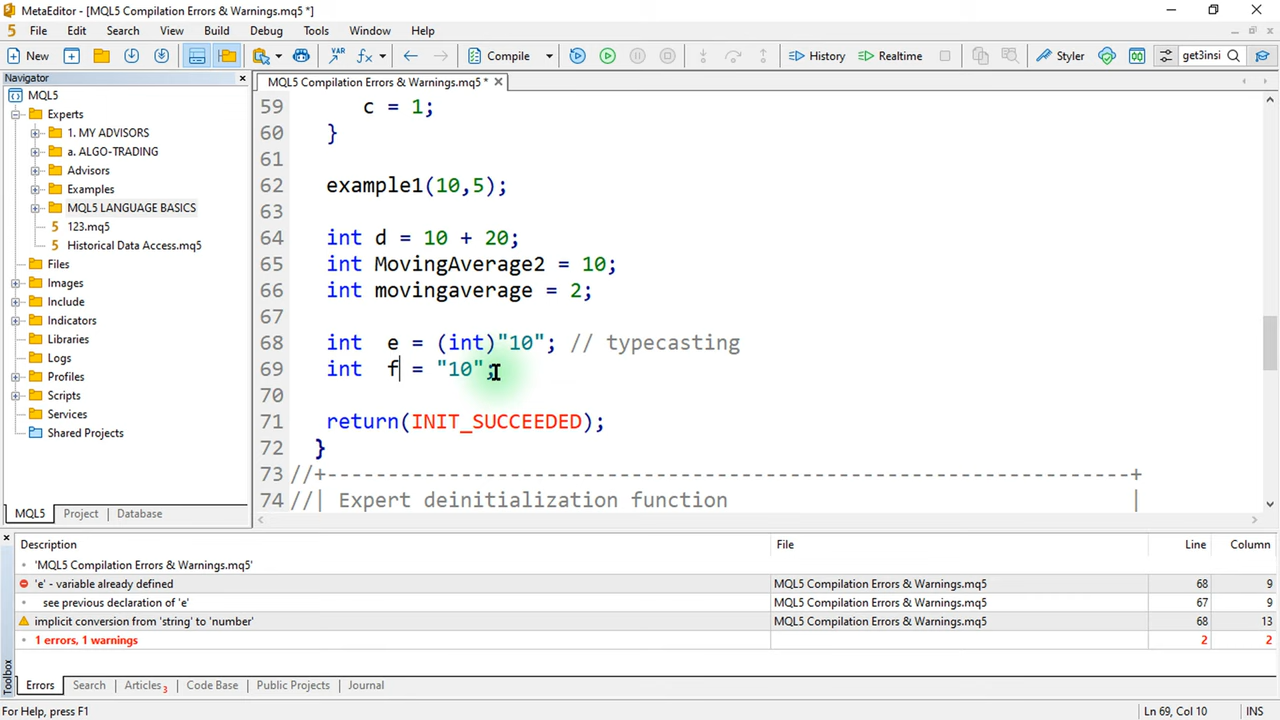 MetaEditor - [MQL5 Compilation Errors & Warnings.mq5 *]
5 File Edit Search View Build Debug Tools Window Help
New Compile History Realtime Styler get3insi
Navigator
MQL5 Compilation Errors & Warnings.mq5 *
MQL5
Experts
1. MY ADVISORS
a. ALGO-TRADING
Advisors
Examples
MQL5 LANGUAGE BASICS
5 123.mq5
5 Historical Data Access.mq5
Files
Images
Include
Indicators
Libraries
Logs
Profiles
Scripts
Services
Shared Projects
MQL5 Project Database
59 c = 1;
60 }
61
62 example1(10,5);
63
64 int d = 10 + 20;
65 int MovingAverage2 = 10;
66 int movingaverage = 2;
67
68 int e = (int)"10"; // typecasting
69 int f = "10";
70
71 return(INIT_SUCCEEDED);
72 }
73 //+------------------------------------------------------------------+
74 //| Expert deinitialization function |
Description File Line Column
'MQL5 Compilation Errors & Warnings.mq5'
'e' - variable already defined MQL5 Compilation Errors & Warnings.mq5 68 9
see previous declaration of 'e' MQL5 Compilation Errors & Warnings.mq5 67 9
implicit conversion from 'string' to 'number' MQL5 Compilation Errors & Warnings.mq5 68 13
1 errors, 1 warnings 2 2
Toolbox
Errors Search Articles 3 Code Base Public Projects Journal
For Help, press F1 Ln 69, Col 10 INS